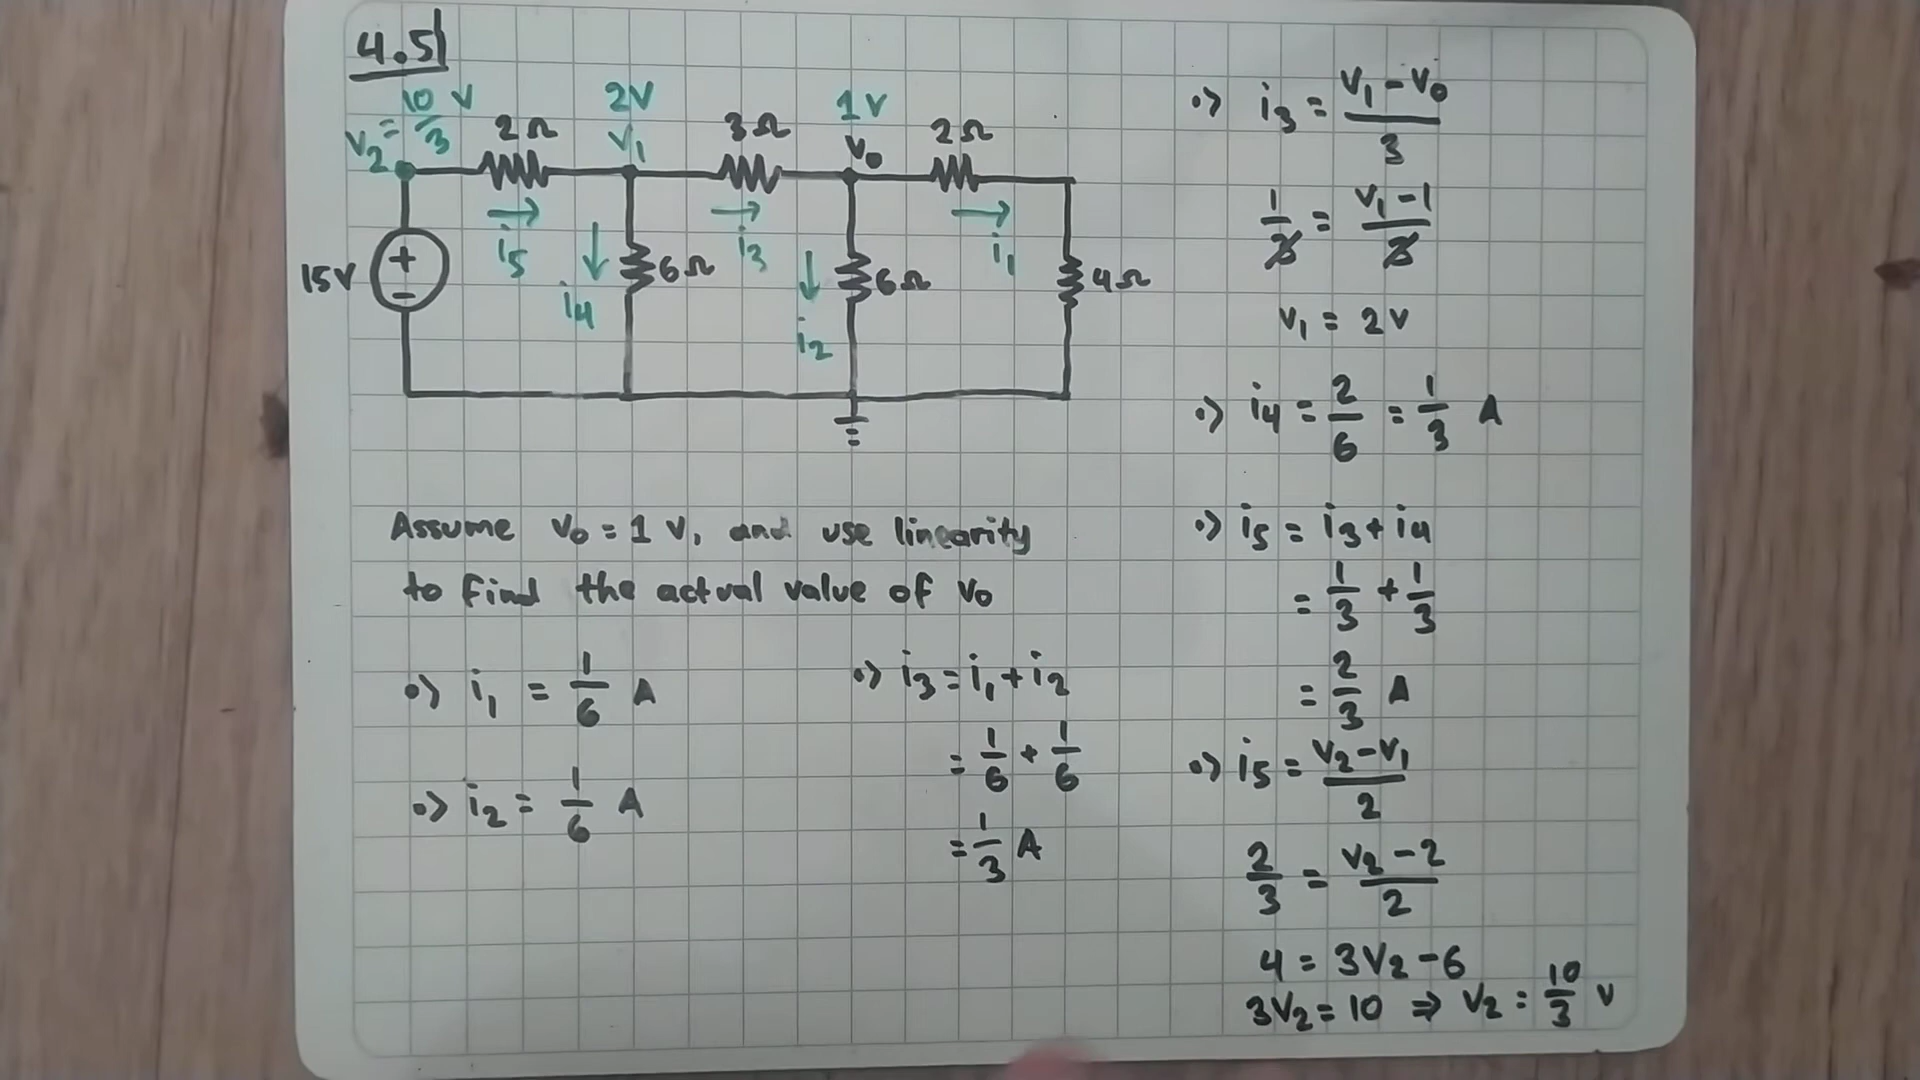 4.5
V2 = 10/3 V
2Ω
2V
V1
3Ω
1V
Vo
2Ω
i5
i4
6Ω
i3
i2
6Ω
i1
4Ω
15V
+
-
Assume Vo = 1 V, and use linearity
to find the actual value of Vo
•> i1 = 1/6 A
•> i2 = 1/6 A
•> i3 = i1 + i2
= 1/6 + 1/6
= 1/3 A
•> i3 = (V1 - Vo)/3
1/3 = (V1 - 1)/3
V1 = 2V
•> i4 = 2/6 = 1/3 A
•> i5 = i3 + i4
= 1/3 + 1/3
= 2/3 A
•> i5 = (V2 - V1)/2
2/3 = (V2 - 2)/2
4 = 3V2 - 6
3V2 = 10 ⇒ V2 = 10/3 V